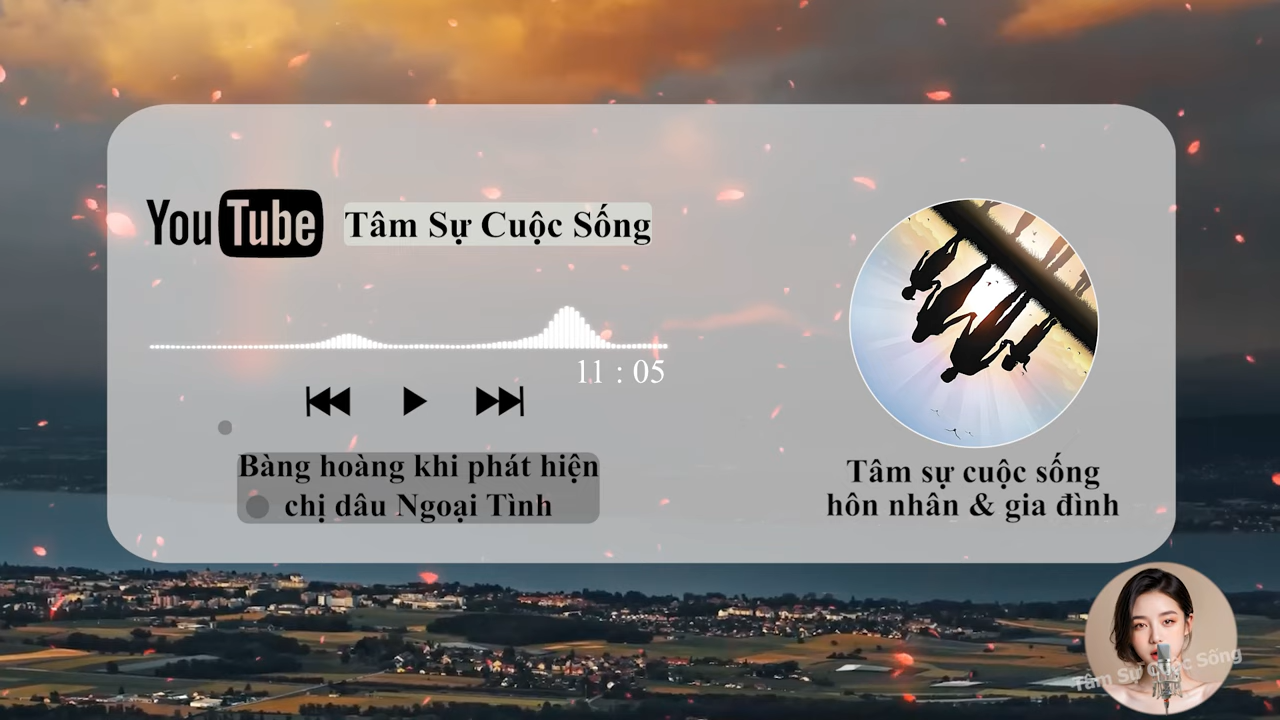 YouTube
Tâm Sự Cuộc Sống
11 : 05
Bàng hoàng khi phát hiện
chị dâu Ngoại Tình
Tâm sự cuộc sống
hôn nhân & gia đình
Tâm Sự Cuộc Sống